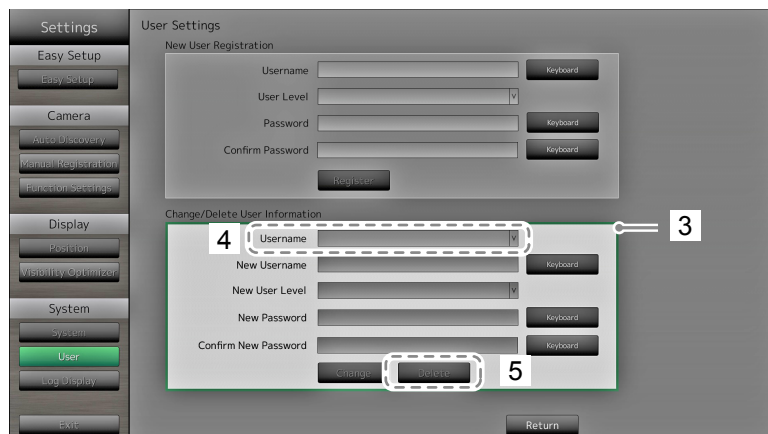 Settings
Easy Setup
Easy Setup
Camera
Auto Discovery
Manual Registration
Function Settings
Display
Position
Visibility Optimizer
System
System
User
Log Display
Exit
User Settings
New User Registration
Username
Keyboard
User Level
V
Password
Keyboard
Confirm Password
Keyboard
Register
Change/Delete User Information
3
4
Username
V
New Username
Keyboard
New User Level
V
New Password
Keyboard
Confirm New Password
Keyboard
Change
Delete
5
Return